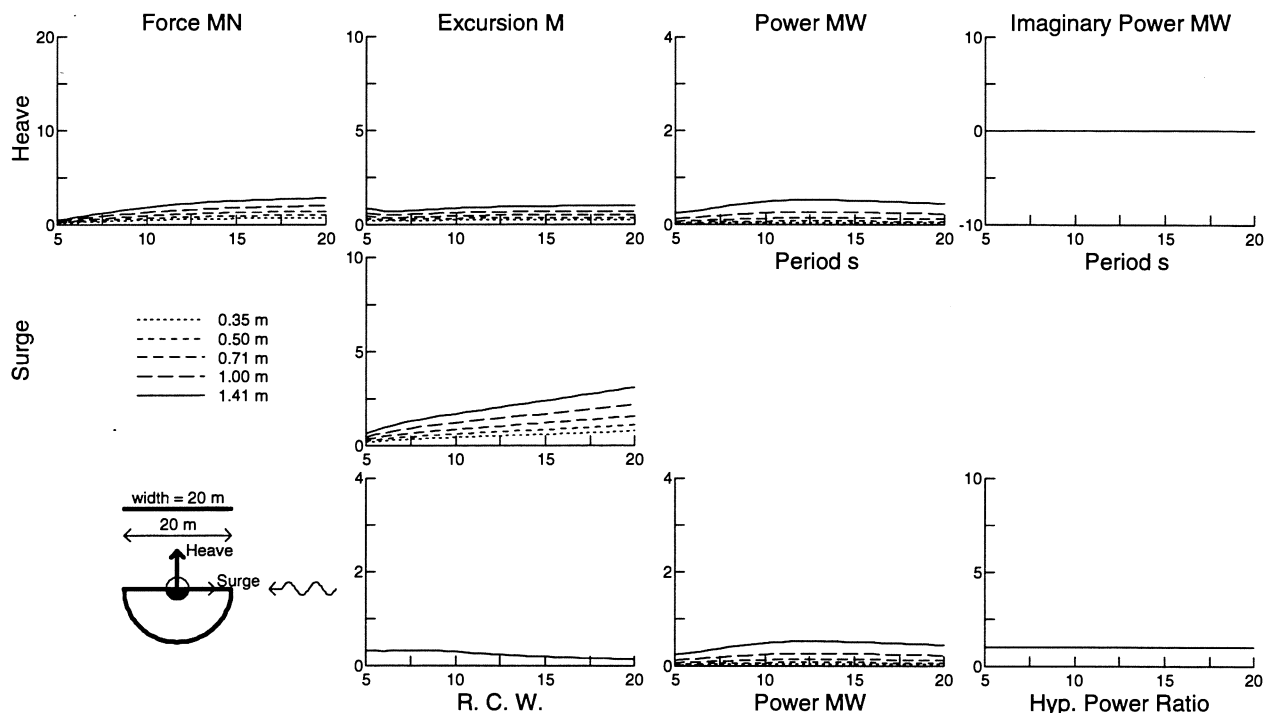 Force MN
Excursion M
Power MW
Imaginary Power MW
Heave
20
10
0
5 10 15 20
10
5
0
5 10 15 20
4
2
0
5 10 15 20
Period s
10
0
-10
5 10 15 20
Period s
Surge
0.35 m
0.50 m
0.71 m
1.00 m
1.41 m
10
5
0
5 10 15 20
width = 20 m
20 m
Heave
Surge
4
2
0
5 10 15 20
R. C. W.
4
2
0
5 10 15 20
Power MW
10
5
0
5 10 15 20
Hyp. Power Ratio